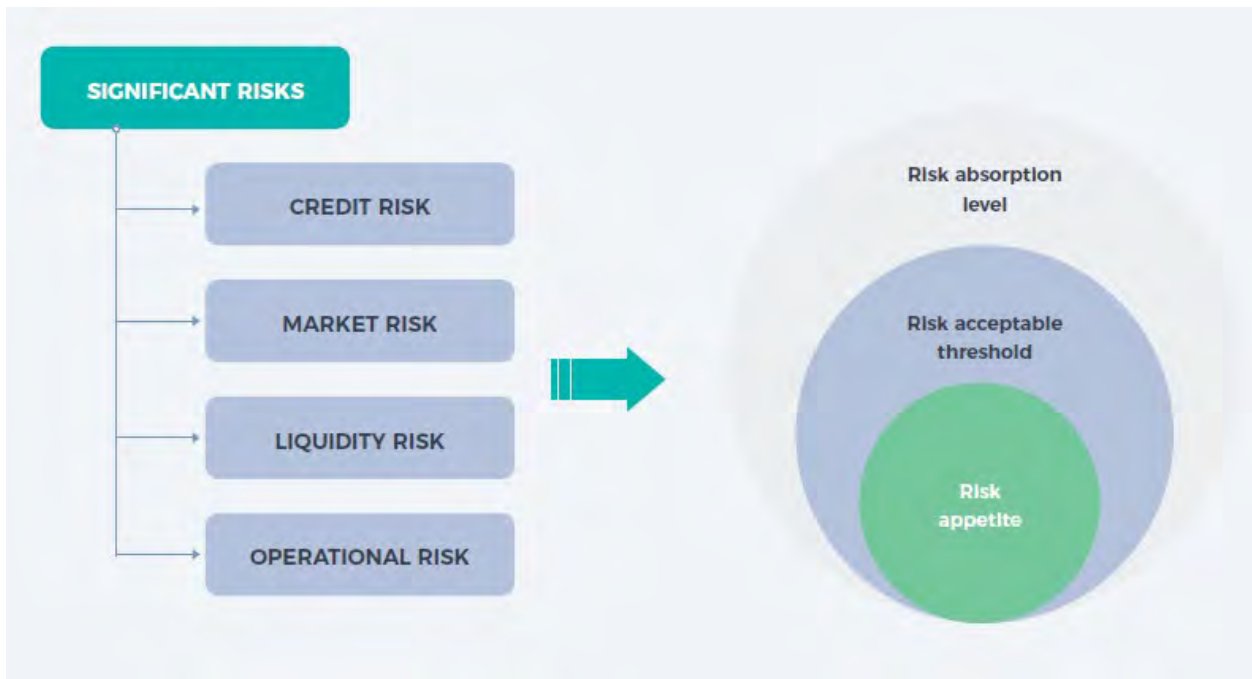 SIGNIFICANT RISKS
CREDIT RISK
MARKET RISK
LIQUIDITY RISK
OPERATIONAL RISK
Risk absorption
level
Risk acceptable
threshold
Risk
appetite